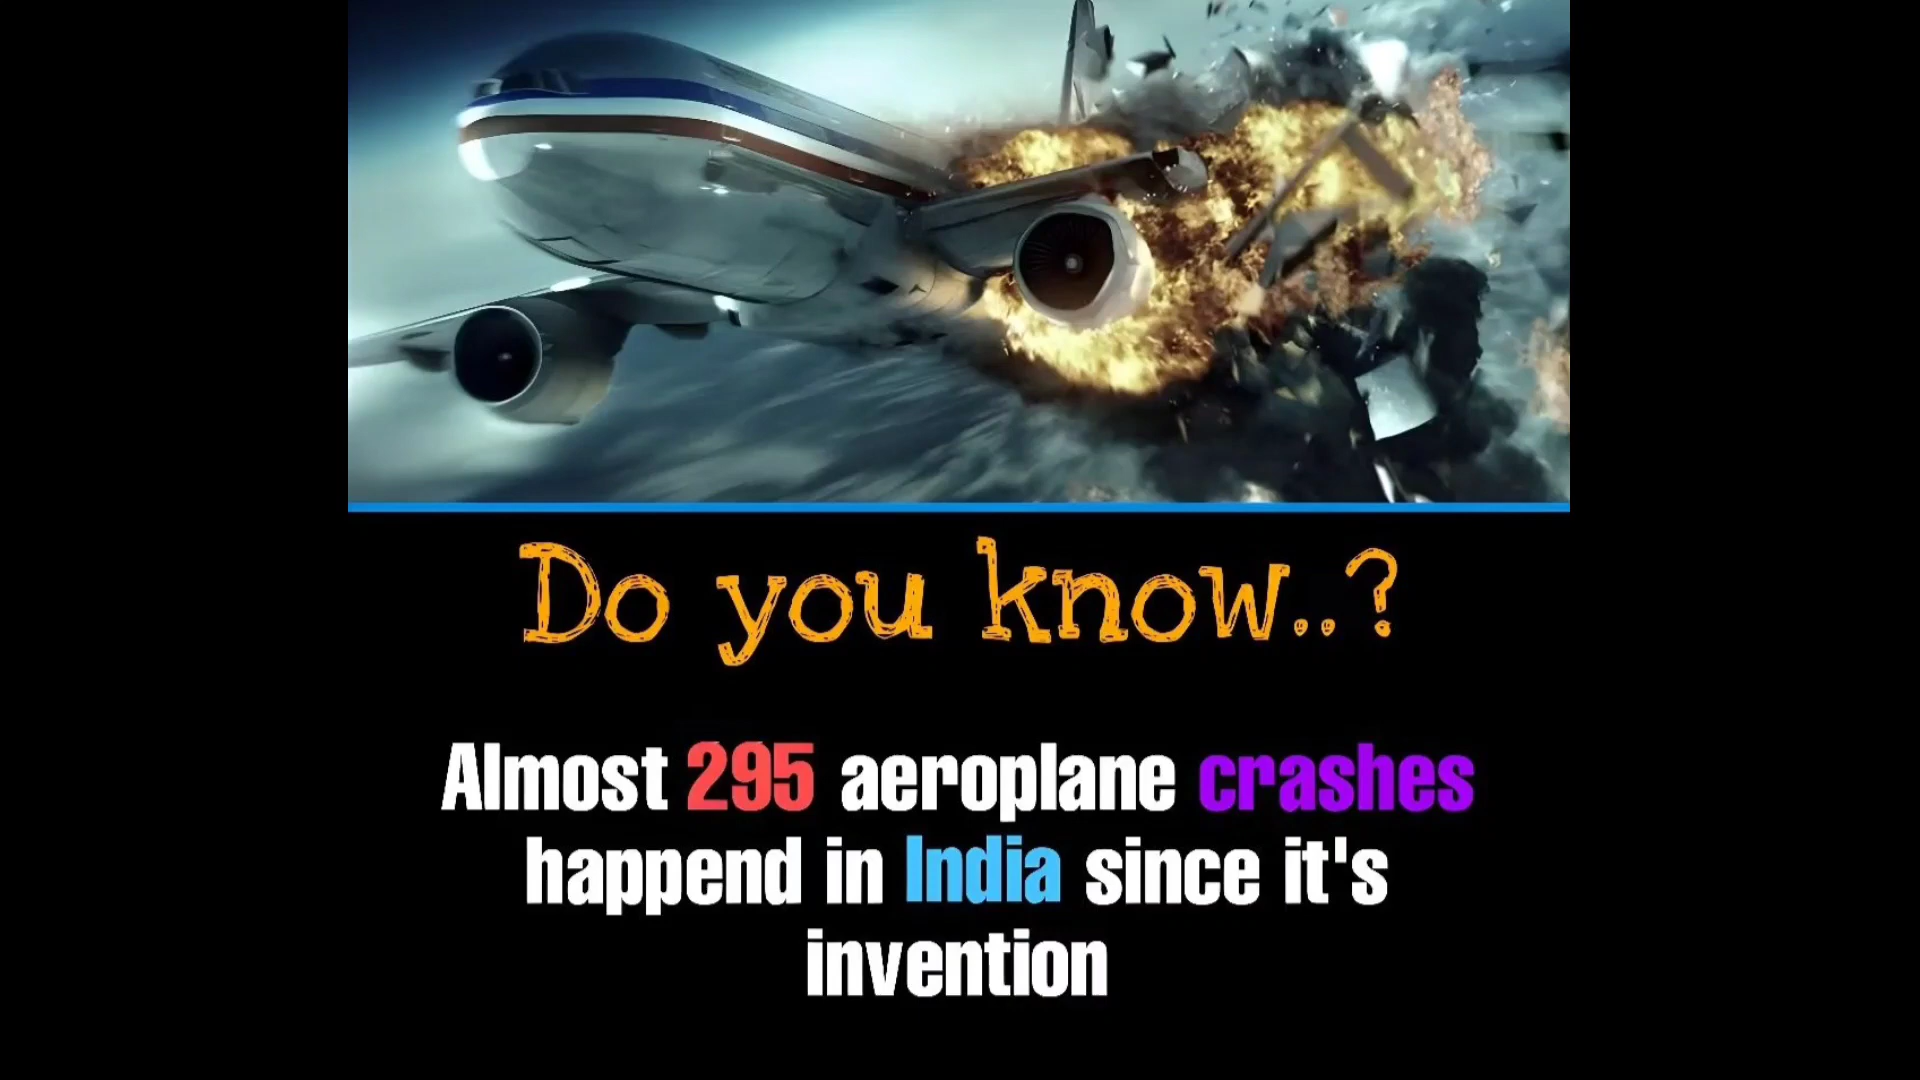 Do you know..?
Almost 295 aeroplane crashes
happend in India since it's
invention